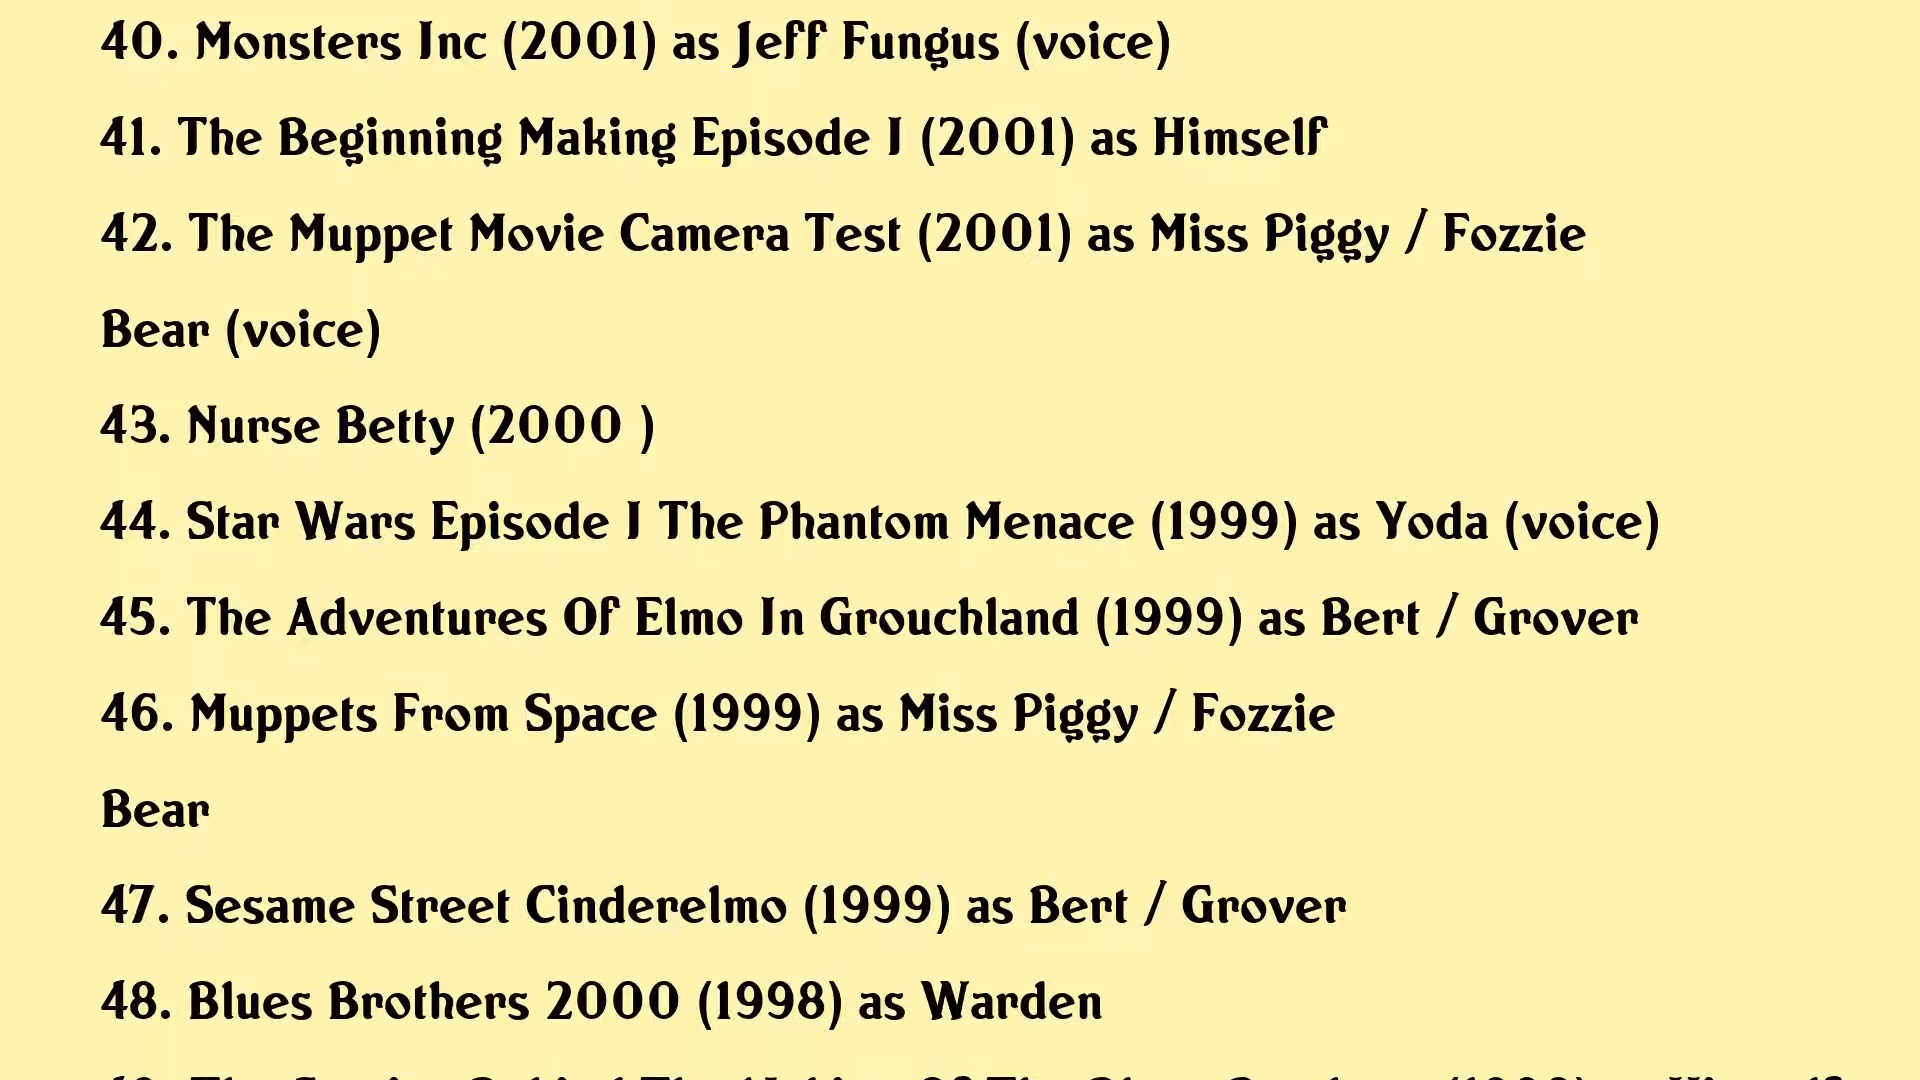 40. Monsters Inc (2001) as Jeff Fungus (voice)
41. The Beginning Making Episode I (2001) as Himself
42. The Muppet Movie Camera Test (2001) as Miss Piggy / Fozzie
Bear (voice)
43. Nurse Betty (2000 )
44. Star Wars Episode I The Phantom Menace (1999) as Yoda (voice)
45. The Adventures Of Elmo In Grouchland (1999) as Bert / Grover
46. Muppets From Space (1999) as Miss Piggy / Fozzie
Bear
47. Sesame Street Cinderelmo (1999) as Bert / Grover
48. Blues Brothers 2000 (1998) as Warden